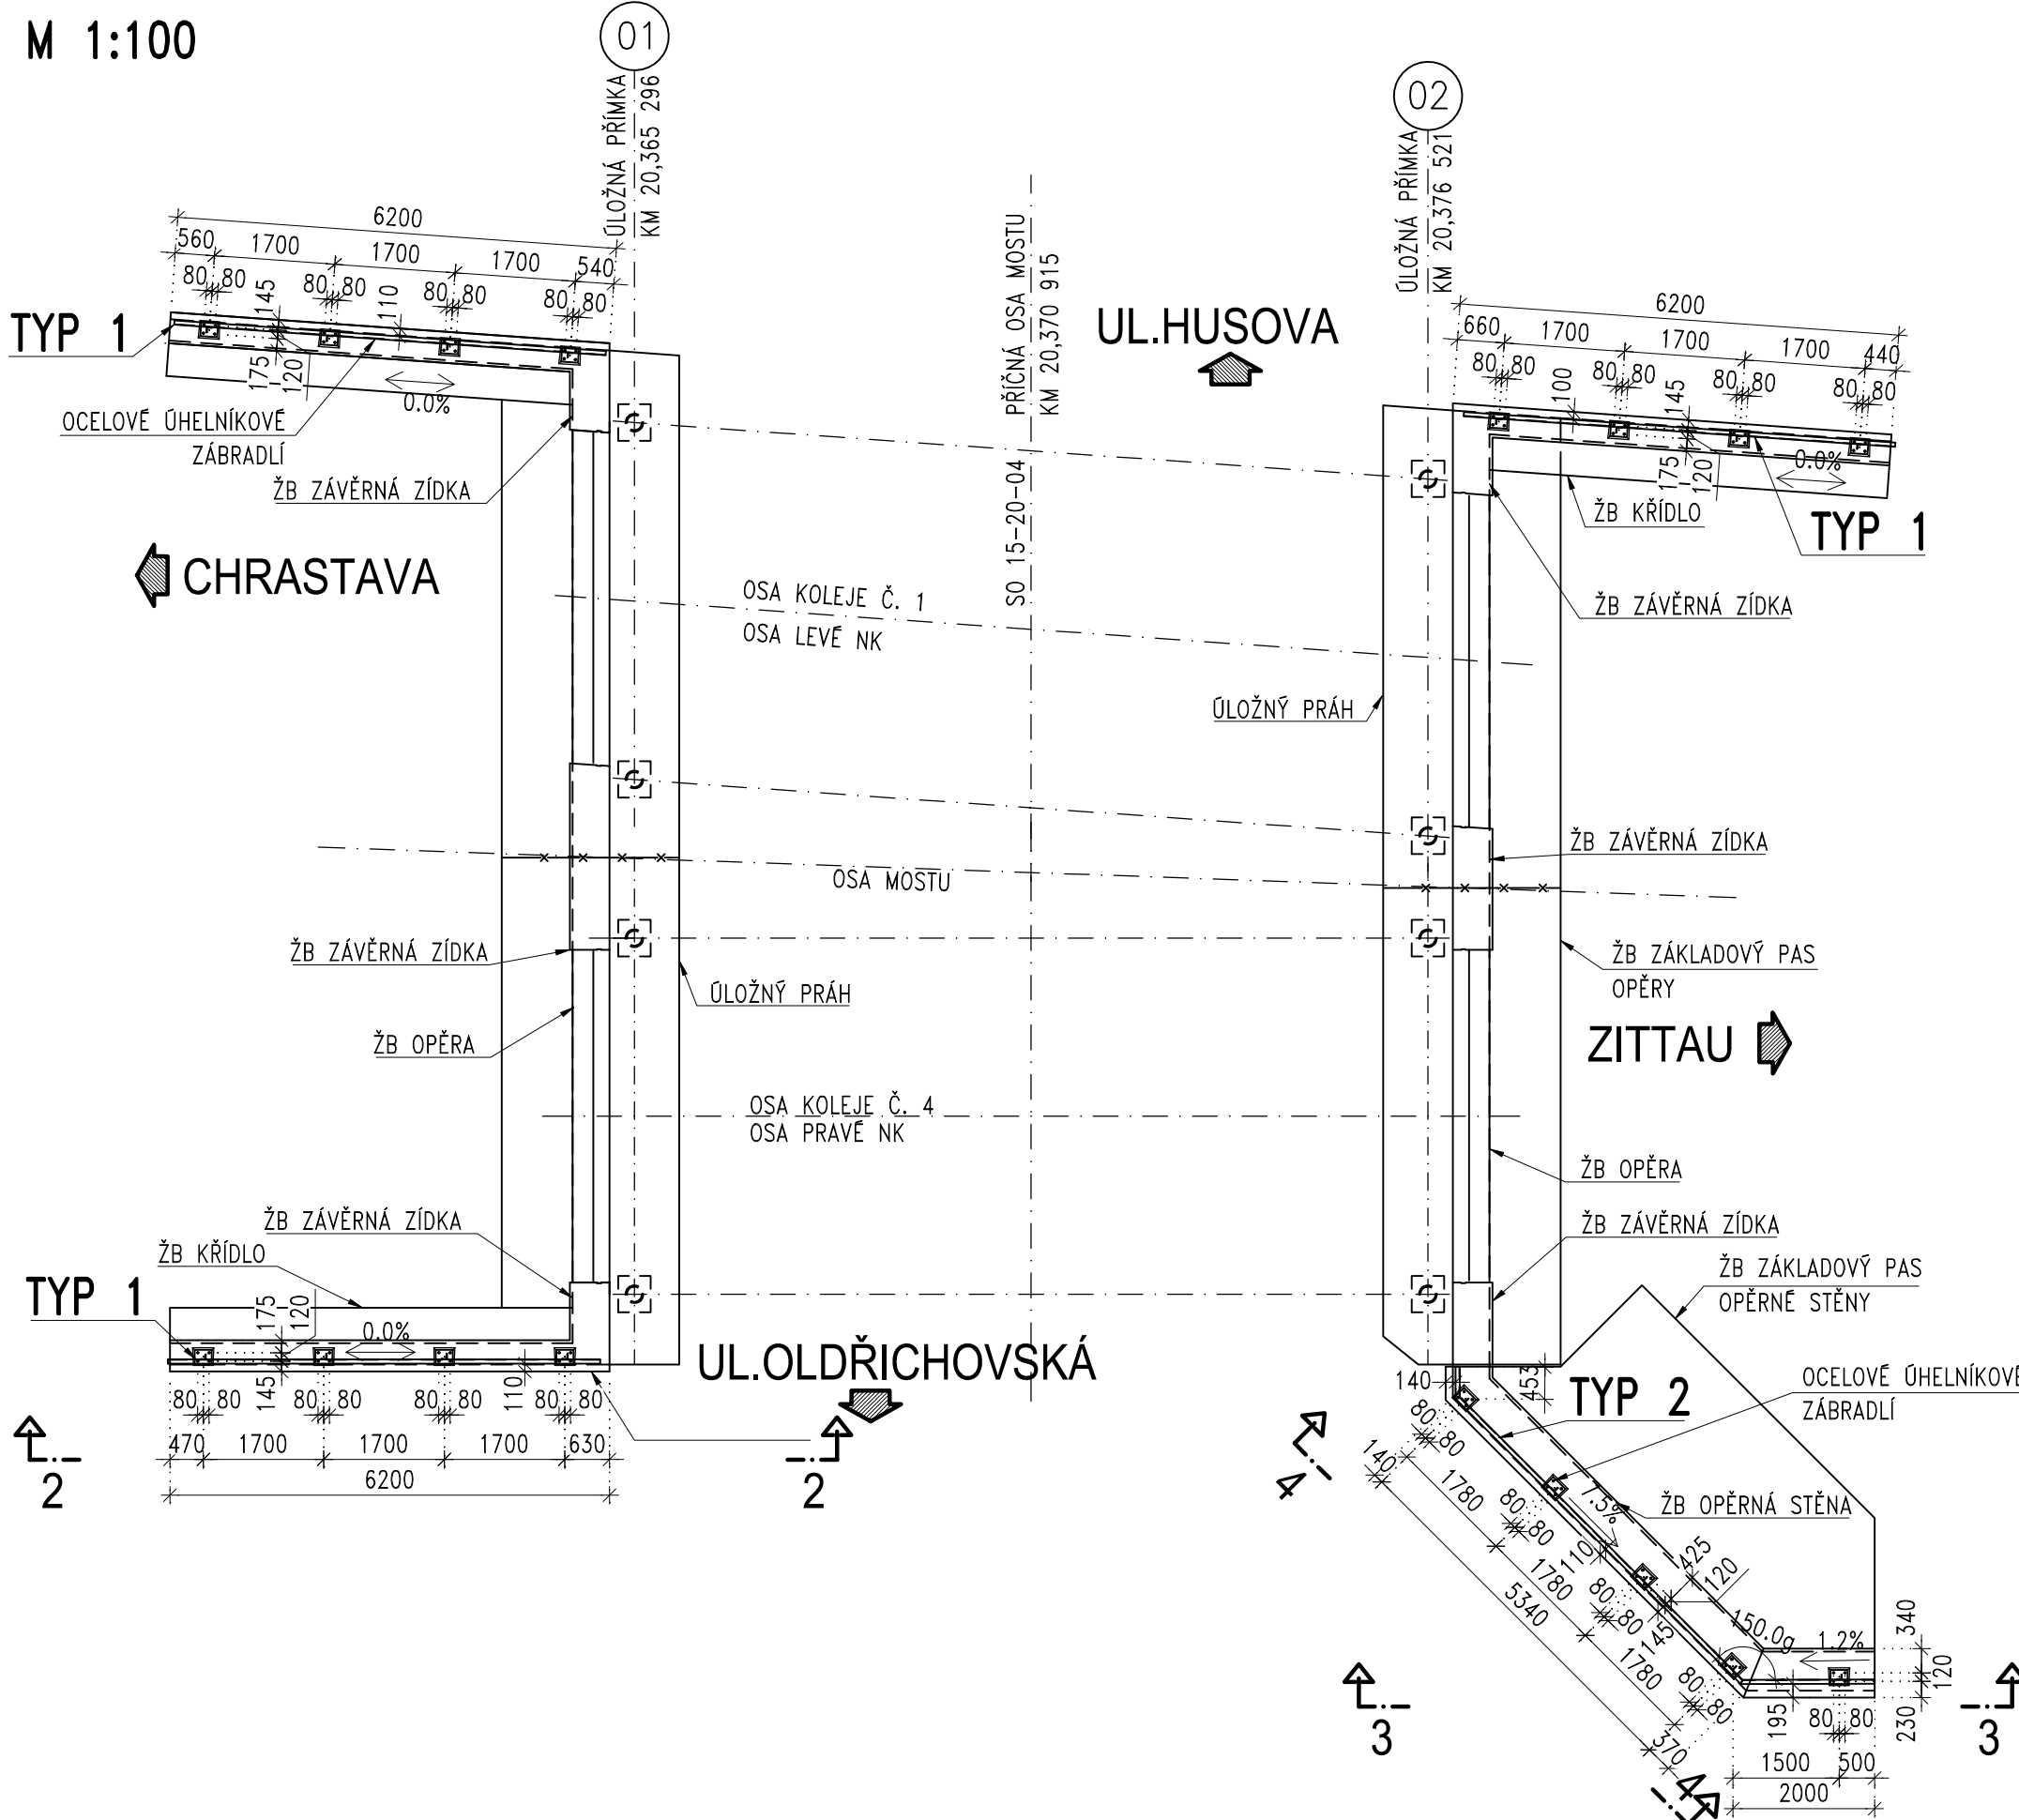 M 1:100
01
ÚLOŽNÁ PŘÍMKA
KM 20,365 296
02
ÚLOŽNÁ PŘÍMKA
KM 20,376 521
SO 15-20-04 PŘÍČNÁ OSA MOSTU
KM 20,370 915
6200
560 1700 1700 1700 540
80 80 80 80 80 80 80 80
145 110
175 120
TYP 1
0.0%
OCELOVÉ ÚHELNÍKOVÉ
ZÁBRADLÍ
ŽB ZÁVĚRNÁ ZÍDKA
UL.HUSOVA
6200
660 1700 1700 1700 440
80 80 80 80 80 80 80 80
100 145
175 120
0.0%
ŽB KŘÍDLO
TYP 1
ŽB ZÁVĚRNÁ ZÍDKA
CHRASTAVA
OSA KOLEJE Č. 1
OSA LEVÉ NK
ÚLOŽNÝ PRÁH
OSA MOSTU
ŽB ZÁVĚRNÁ ZÍDKA
ŽB ZÁVĚRNÁ ZÍDKA
ÚLOŽNÝ PRÁH
ŽB ZÁKLADOVÝ PAS
OPĚRY
ŽB OPĚRA
ZITTAU
OSA KOLEJE Č. 4
OSA PRAVÉ NK
ŽB OPĚRA
ŽB ZÁVĚRNÁ ZÍDKA
ŽB ZÁVĚRNÁ ZÍDKA
ŽB KŘÍDLO
ŽB ZÁKLADOVÝ PAS
OPĚRNÉ STĚNY
TYP 1
175 120
0.0%
145 110
80 80 80 80 80 80 80 80
470 1700 1700 1700 630
6200
2 2
UL.OLDŘICHOVSKÁ
140 453
TYP 2
OCELOVÉ ÚHELNÍKOVÉ
ZÁBRADLÍ
7.5%
ŽB OPĚRNÁ STĚNA
80 80 80 80 80 80 80 80
140 1780 1780 1780 370
5340
110 145 425 120
150.0g
1.2%
340
120
230
195
80 80
1500 500
2000
4 4
3 3